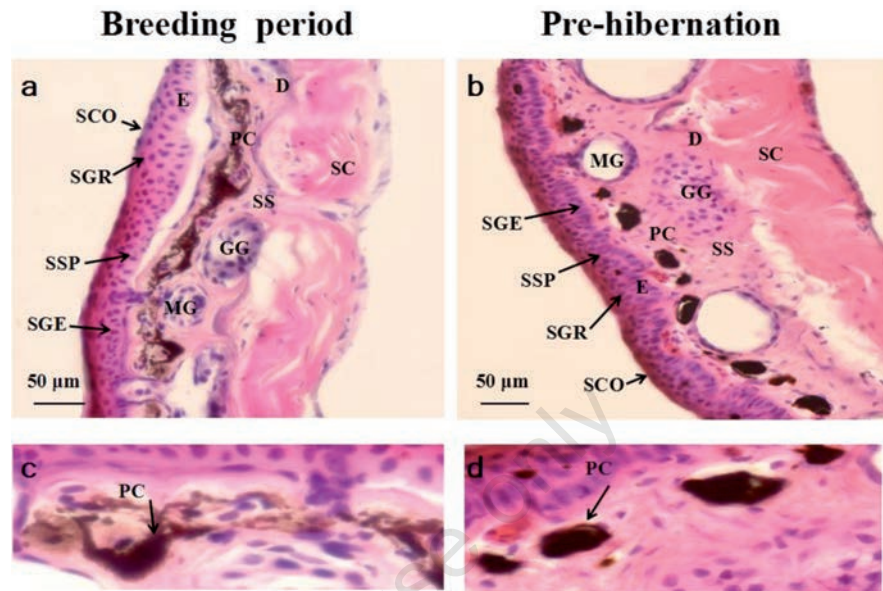 Breeding period
Pre-hibernation
a
E
D
SCO
PC
SGR
SC
SS
GG
SSP
MG
SGE
50 µm
b
D
MG
SC
GG
SGE
PC
SS
SSP
E
SGR
SCO
50 µm
c
PC
d
PC